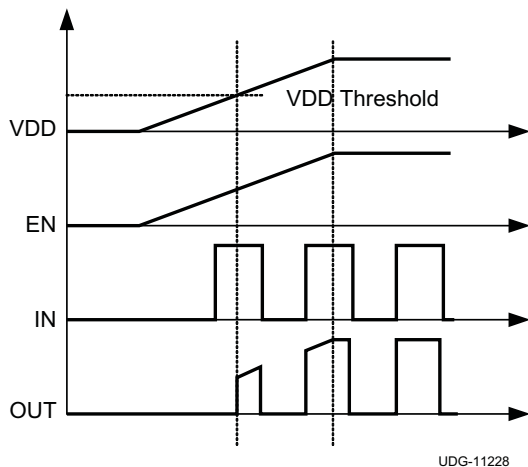 VDD Threshold
VDD
EN
IN
OUT
UDG-11228